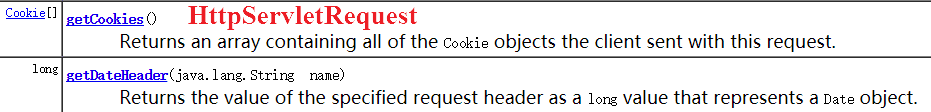 Cookie[] getCookies() HttpServletRequest
Returns an array containing all of the Cookie objects the client sent with this request.
long getDateHeader(java.lang.String name)
Returns the value of the specified request header as a long value that represents a Date object.